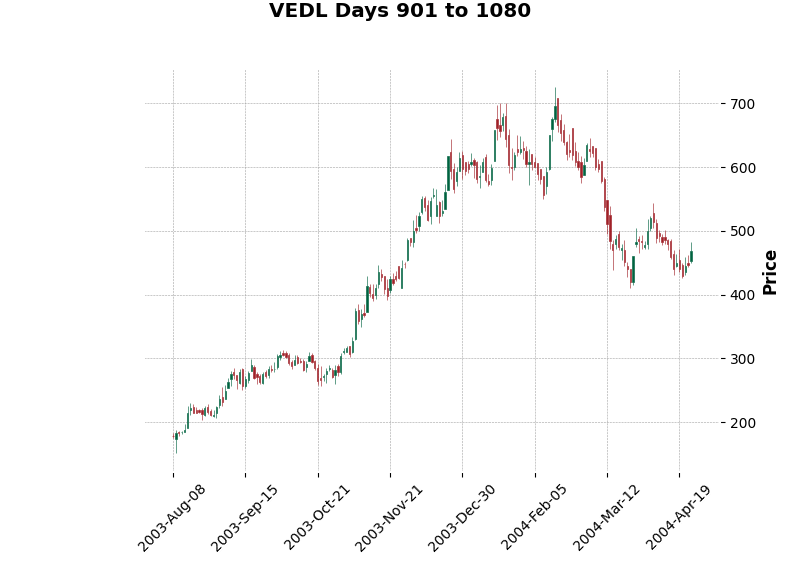 VEDL Days 901 to 1080
700
600
500
400
300
200
Price
2003-Aug-08
2003-Sep-15
2003-Oct-21
2003-Nov-21
2003-Dec-30
2004-Feb-05
2004-Mar-12
2004-Apr-19